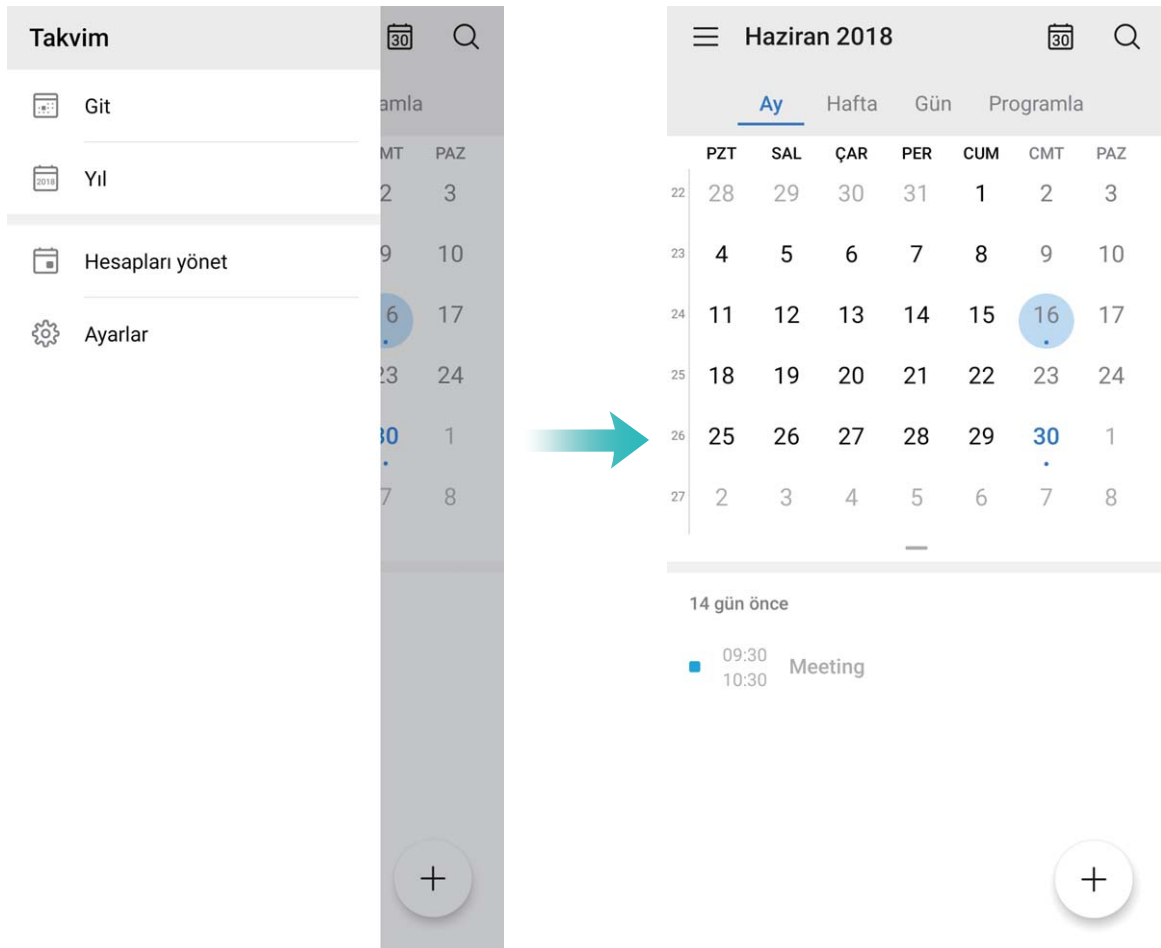 Takvim
30
Git
amla
MT PAZ
2018 Yıl
2 3
9 10
Hesapları yönet
6 17
Ayarlar
23 24
30 1
7 8
Haziran 2018
30
Ay Hafta Gün Programla
PZT SAL ÇAR PER CUM CMT PAZ
22 28 29 30 31 1 2 3
23 4 5 6 7 8 9 10
24 11 12 13 14 15 16 17
25 18 19 20 21 22 23 24
26 25 26 27 28 29 30 1
27 2 3 4 5 6 7 8
14 gün önce
09:30
Meeting
10:30